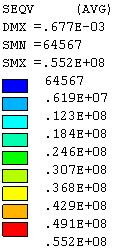 SEQV (AVG)
DMX =.677E-03
SMN =64567
SMX =.552E+08
64567
.619E+07
.123E+08
.184E+08
.246E+08
.307E+08
.368E+08
.429E+08
.491E+08
.552E+08